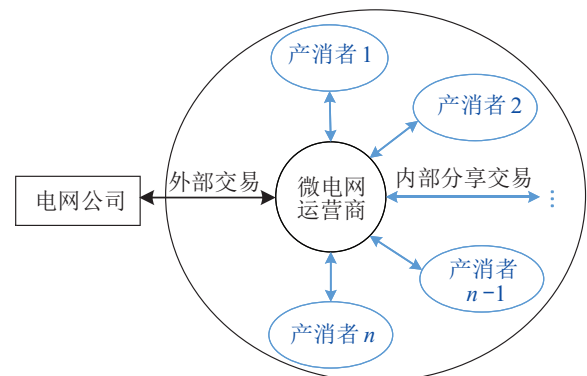 产消者 1
产消者 2
外部交易
微电网
运营商
内部分享交易
电网公司
⋮
产消者
n-1
产消者 n